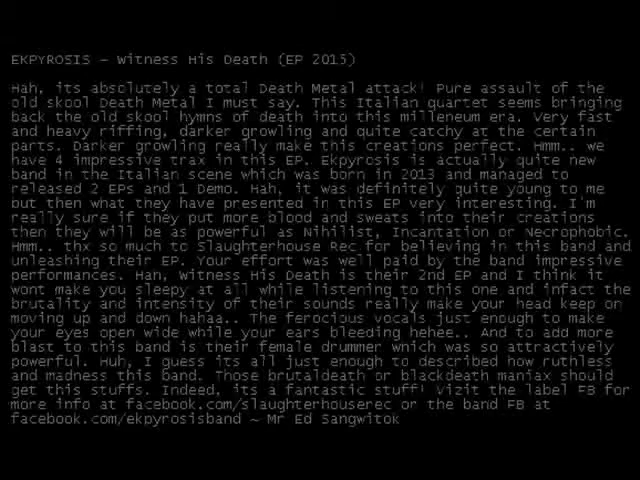 EKPYROSIS - Witness His Death (EP 2015)
Hah, its absolutely a total Death Metal attack! Pure assault of the
old skool Death Metal I must say. This Italian quartet seems bringing
back the old skool hymns of death into this milleneum era. Very fast
and heavy riffing, darker growling and quite catchy at the certain
parts. Darker growling really make this creations perfect. Hmm.. we
have 4 impressive trax in this EP. Ekpyrosis is actually quite new
band in the Italian scene which was born in 2013 and managed to
released 2 EPs and 1 Demo. Hah, it was definitely quite young to me
but then what they have presented in this EP very interesting. I'm
really sure if they put more blood and sweats into their creations
then they will be as powerful as Nihilist, Incantation or Necrophobic.
Hmm.. thx so much to Slaughterhouse Rec for believing in this band and
unleashing their EP. Your effort was well paid by the band impressive
performances. Hah, Witness His Death is their 2nd EP and I think it
wont make you sleepy at all while listening to this one and infact the
brutality and intensity of their sounds really make your head keep on
moving up and down hahaa.. The ferocious vocals just enough to make
your eyes open wide while your ears bleeding hehee.. And to add more
blast to this band is their female drummer which was so attractively
powerful. Huh, I guess its all just enough to described how ruthless
and madness this band. Those brutaldeath or blackdeath maniax should
get this stuffs. Indeed, its a fantastic stuff! Vizit the label FB for
more info at facebook.com/slaughterhouserec or the band FB at
facebook.com/ekpyrosisband ~ Mr Ed Sangwitok